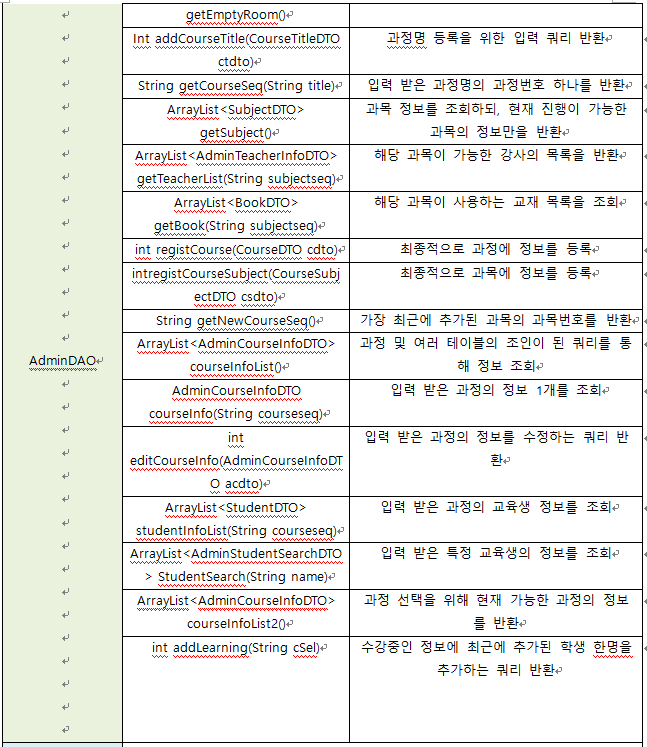 getEmptyRoom()
Int addCourseTitle(CourseTitleDTO
ctdto)
과정명 등록을 위한 입력 쿼리 반환
String getCourseSeq(String title)
입력 받은 과정명의 과정번호 하나를 반환
ArrayList<SubjectDTO>
getSubject()
과목 정보를 조회하되, 현재 진행이 가능한
과목의 정보만을 반환
ArrayList<AdminTeacherInfoDTO>
getTeacherList(String subjectseq)
해당 과목이 가능한 강사의 목록을 반환
ArrayList<BookDTO>
getBook(String subjectseq)
해당 과목이 사용하는 교재 목록을 조회
int registCourse(CourseDTO cdto)
최종적으로 과정에 정보를 등록
intregistCourseSubject(CourseSubj
ectDTO csdto)
최종적으로 과목에 정보를 등록
String getNewCourseSeq()
가장 최근에 추가된 과목의 과목번호를 반환
AdminDAO
ArrayList<AdminCourseInfoDTO>
courseInfoList()
과정 및 여러 테이블의 조인이 된 쿼리를 통
해 정보 조회
AdminCourseInfoDTO
courseInfo(String courseseq)
입력 받은 과정의 정보 1개를 조회
int
editCourseInfo(AdminCourseInfoDT
O acdto)
입력 받은 과정의 정보를 수정하는 쿼리 반
환
ArrayList<StudentDTO>
studentInfoList(String courseseq)
입력 받은 과정의 교육생 정보를 조회
ArrayList<AdminStudentSearchDTO
> StudentSearch(String name)
입력 받은 특정 교육생의 정보를 조회
ArrayList<AdminCourseInfoDTO>
courseInfoList2()
과정 선택을 위해 현재 가능한 과정의 정보
를 반환
int addLearning(String cSel)
수강중인 정보에 최근에 추가된 학생 한명을
추가하는 쿼리 반환